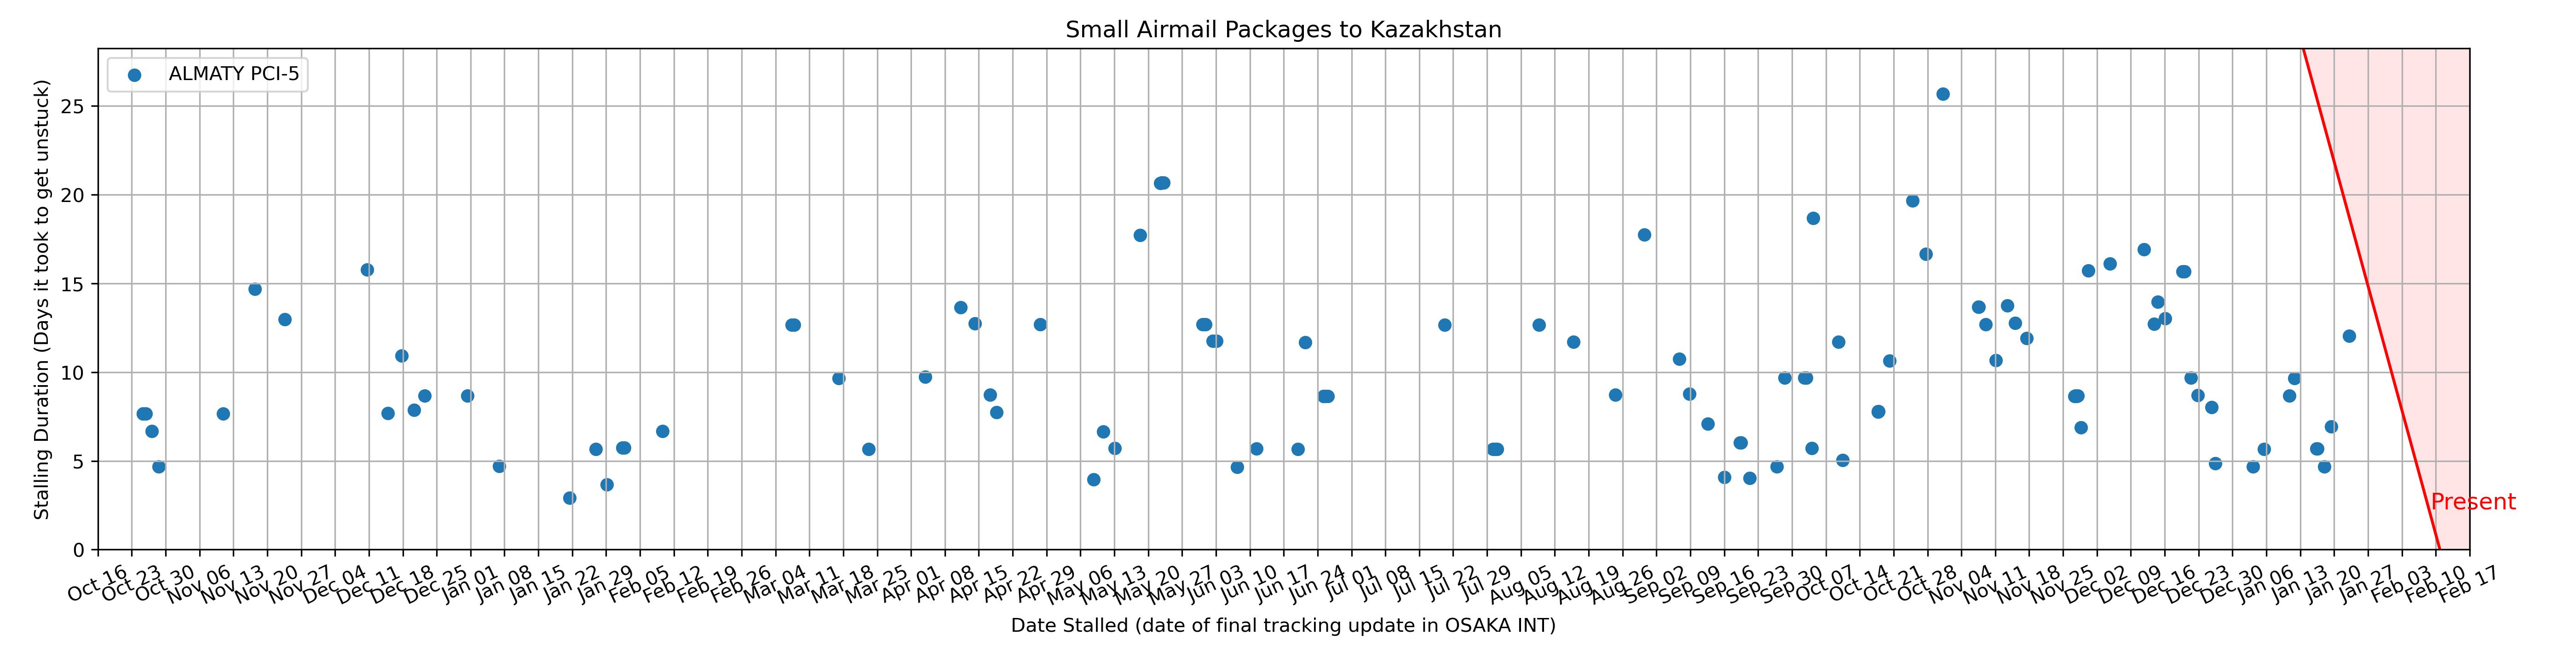 Small Airmail Packages to Kazakhstan
ALMATY PCI-5
Stalling Duration (Days it took to get unstuck)
25
20
15
10
5
0
Present
Oct 16
Oct 23
Oct 30
Nov 06
Nov 13
Nov 20
Nov 27
Dec 04
Dec 11
Dec 18
Dec 25
Jan 01
Jan 08
Jan 15
Jan 22
Jan 29
Feb 05
Feb 12
Feb 19
Feb 26
Mar 04
Mar 11
Mar 18
Mar 25
Apr 01
Apr 08
Apr 15
Apr 22
Apr 29
May 06
May 13
May 20
May 27
Jun 03
Jun 10
Jun 17
Jun 24
Jul 01
Jul 08
Jul 15
Jul 22
Jul 29
Aug 05
Aug 12
Aug 19
Aug 26
Sep 02
Sep 09
Sep 16
Sep 23
Sep 30
Oct 07
Oct 14
Oct 21
Oct 28
Nov 04
Nov 11
Nov 18
Nov 25
Dec 02
Dec 09
Dec 16
Dec 23
Dec 30
Jan 06
Jan 13
Jan 20
Jan 27
Feb 03
Feb 10
Feb 17
Date Stalled (date of final tracking update in OSAKA INT)